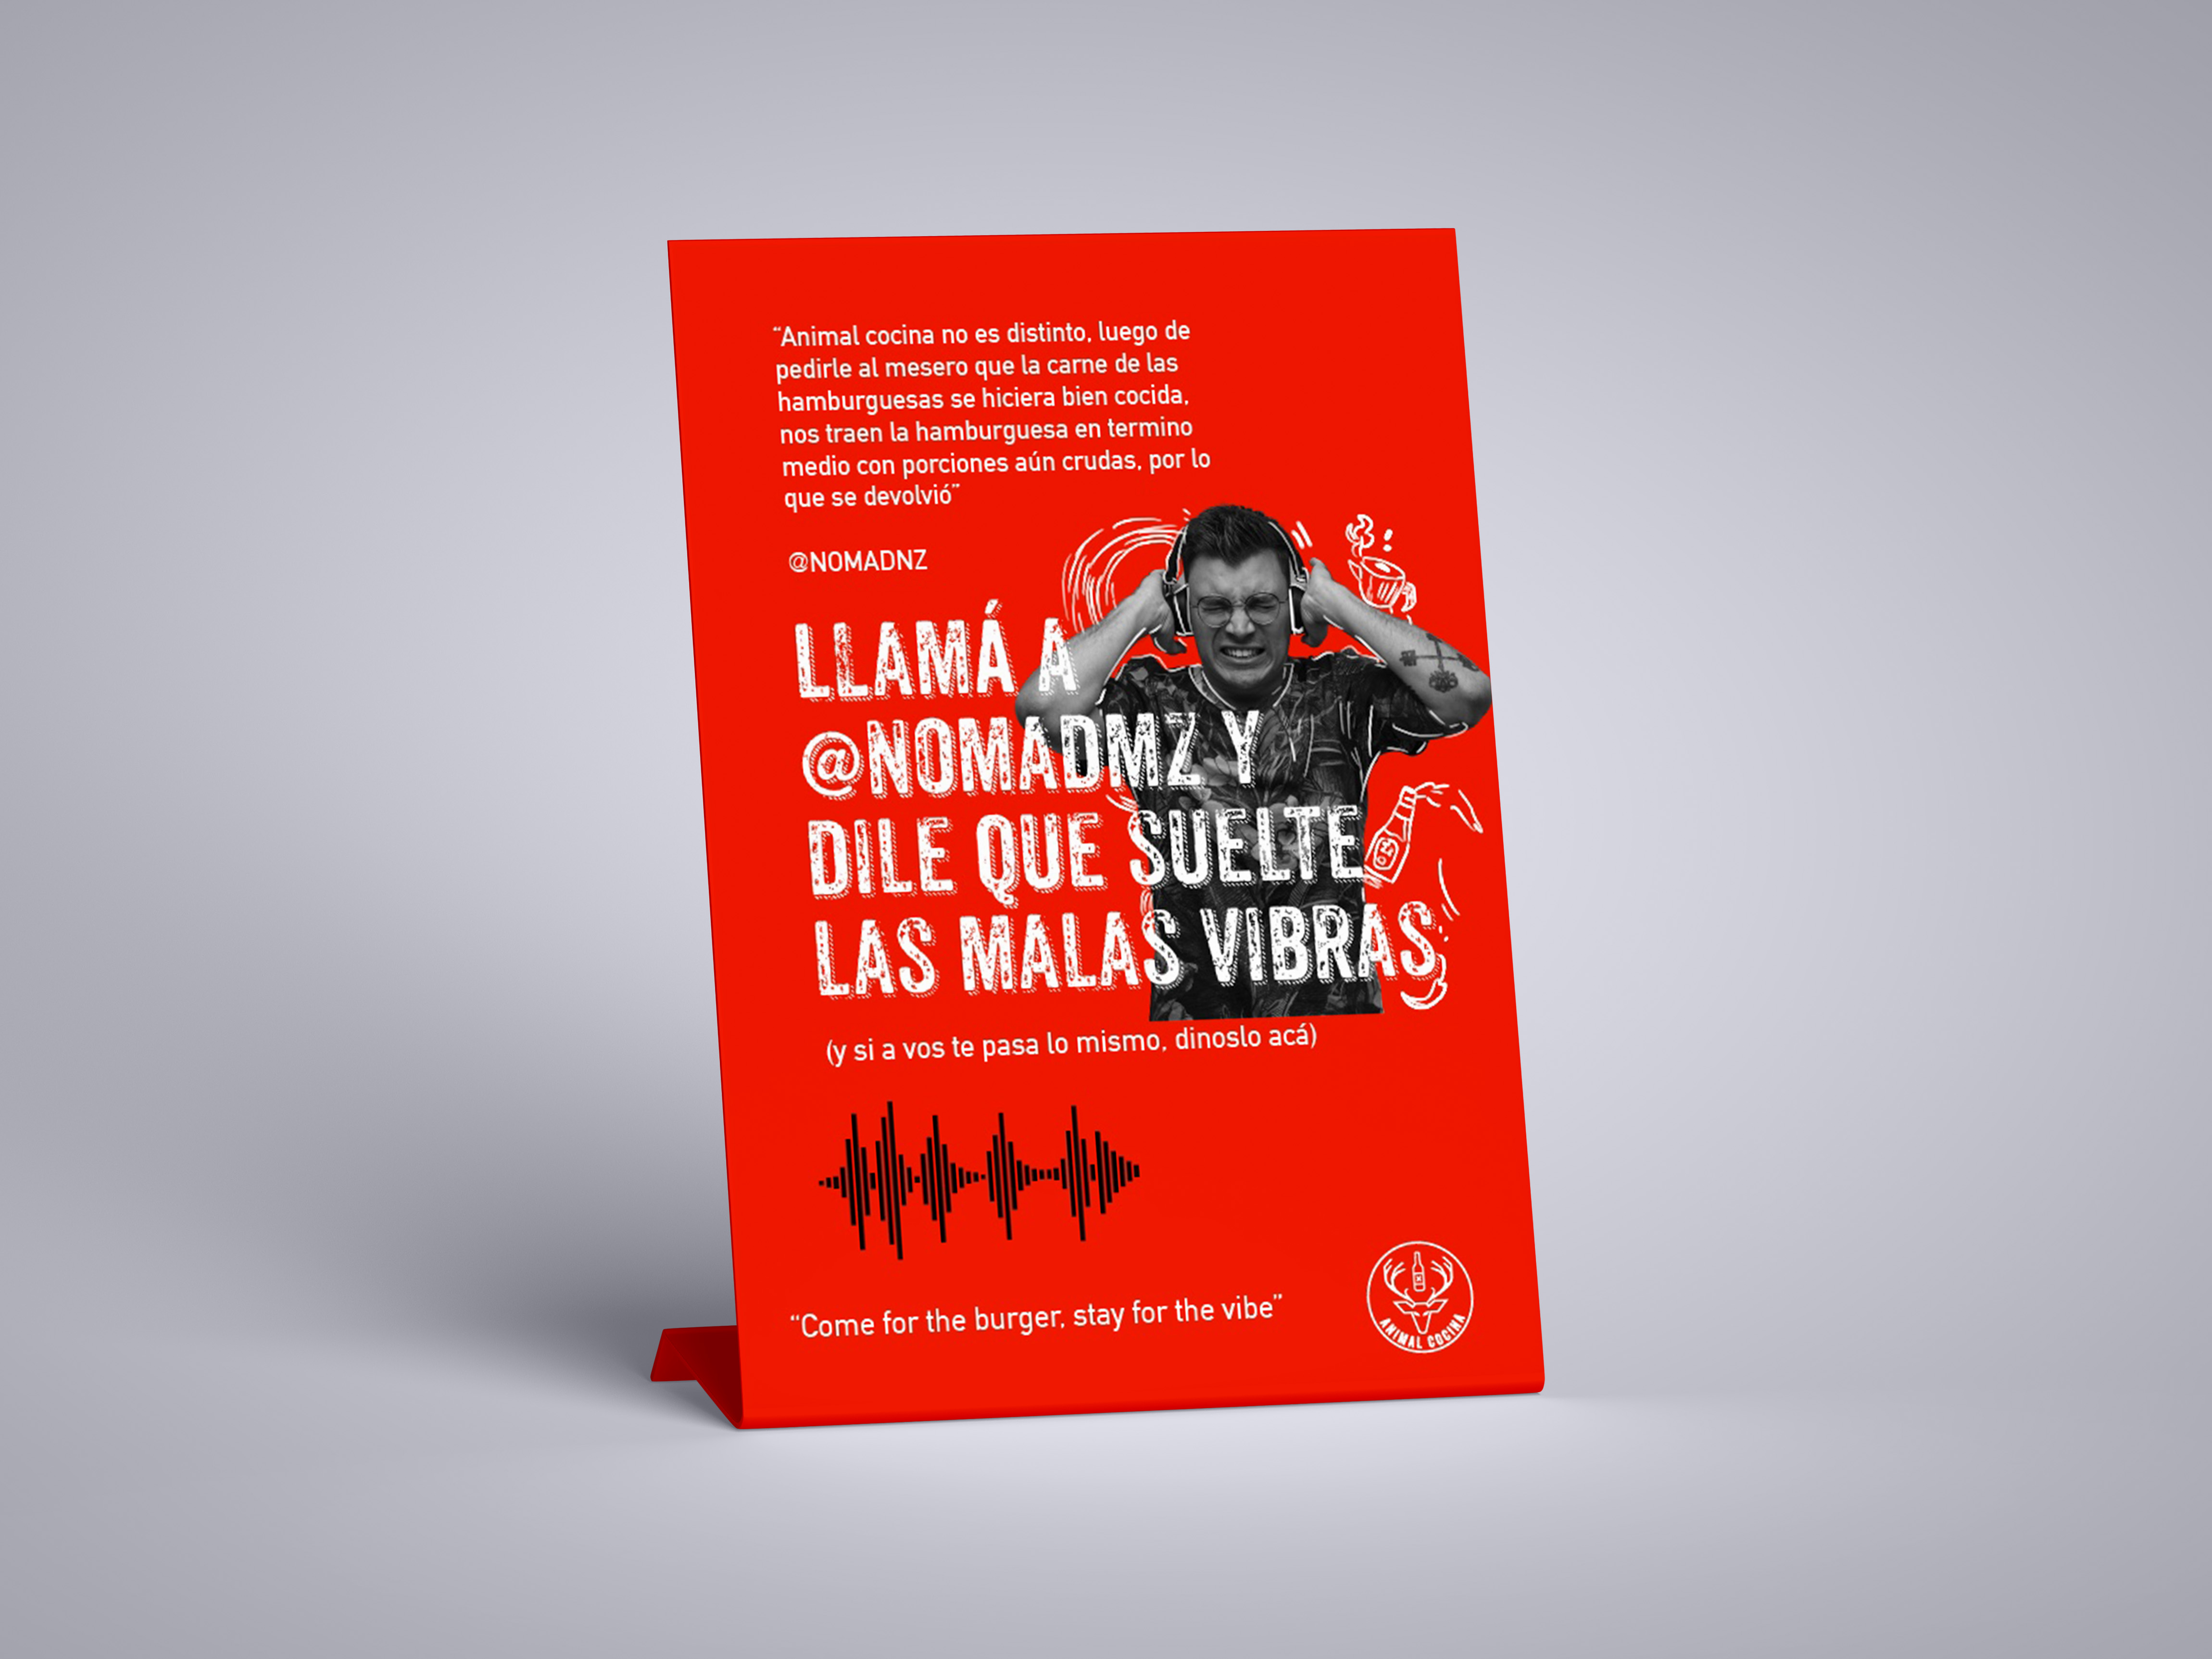 “Animal cocina no es distinto, luego de
pedirle al mesero que la carne de las
hamburguesas se hiciera bien cocida,
nos traen la hamburguesa en termino
medio con porciones aún crudas, por lo
que se devolvió”
@NOMADNZ
LLAMÁ A
@NOMADMZ Y
DILE QUE SUELTE
LAS MALAS VIBRAS
(y si a vos te pasa lo mismo, dinoslo acá)
“Come for the burger, stay for the vibe”
ANIMAL COCINA